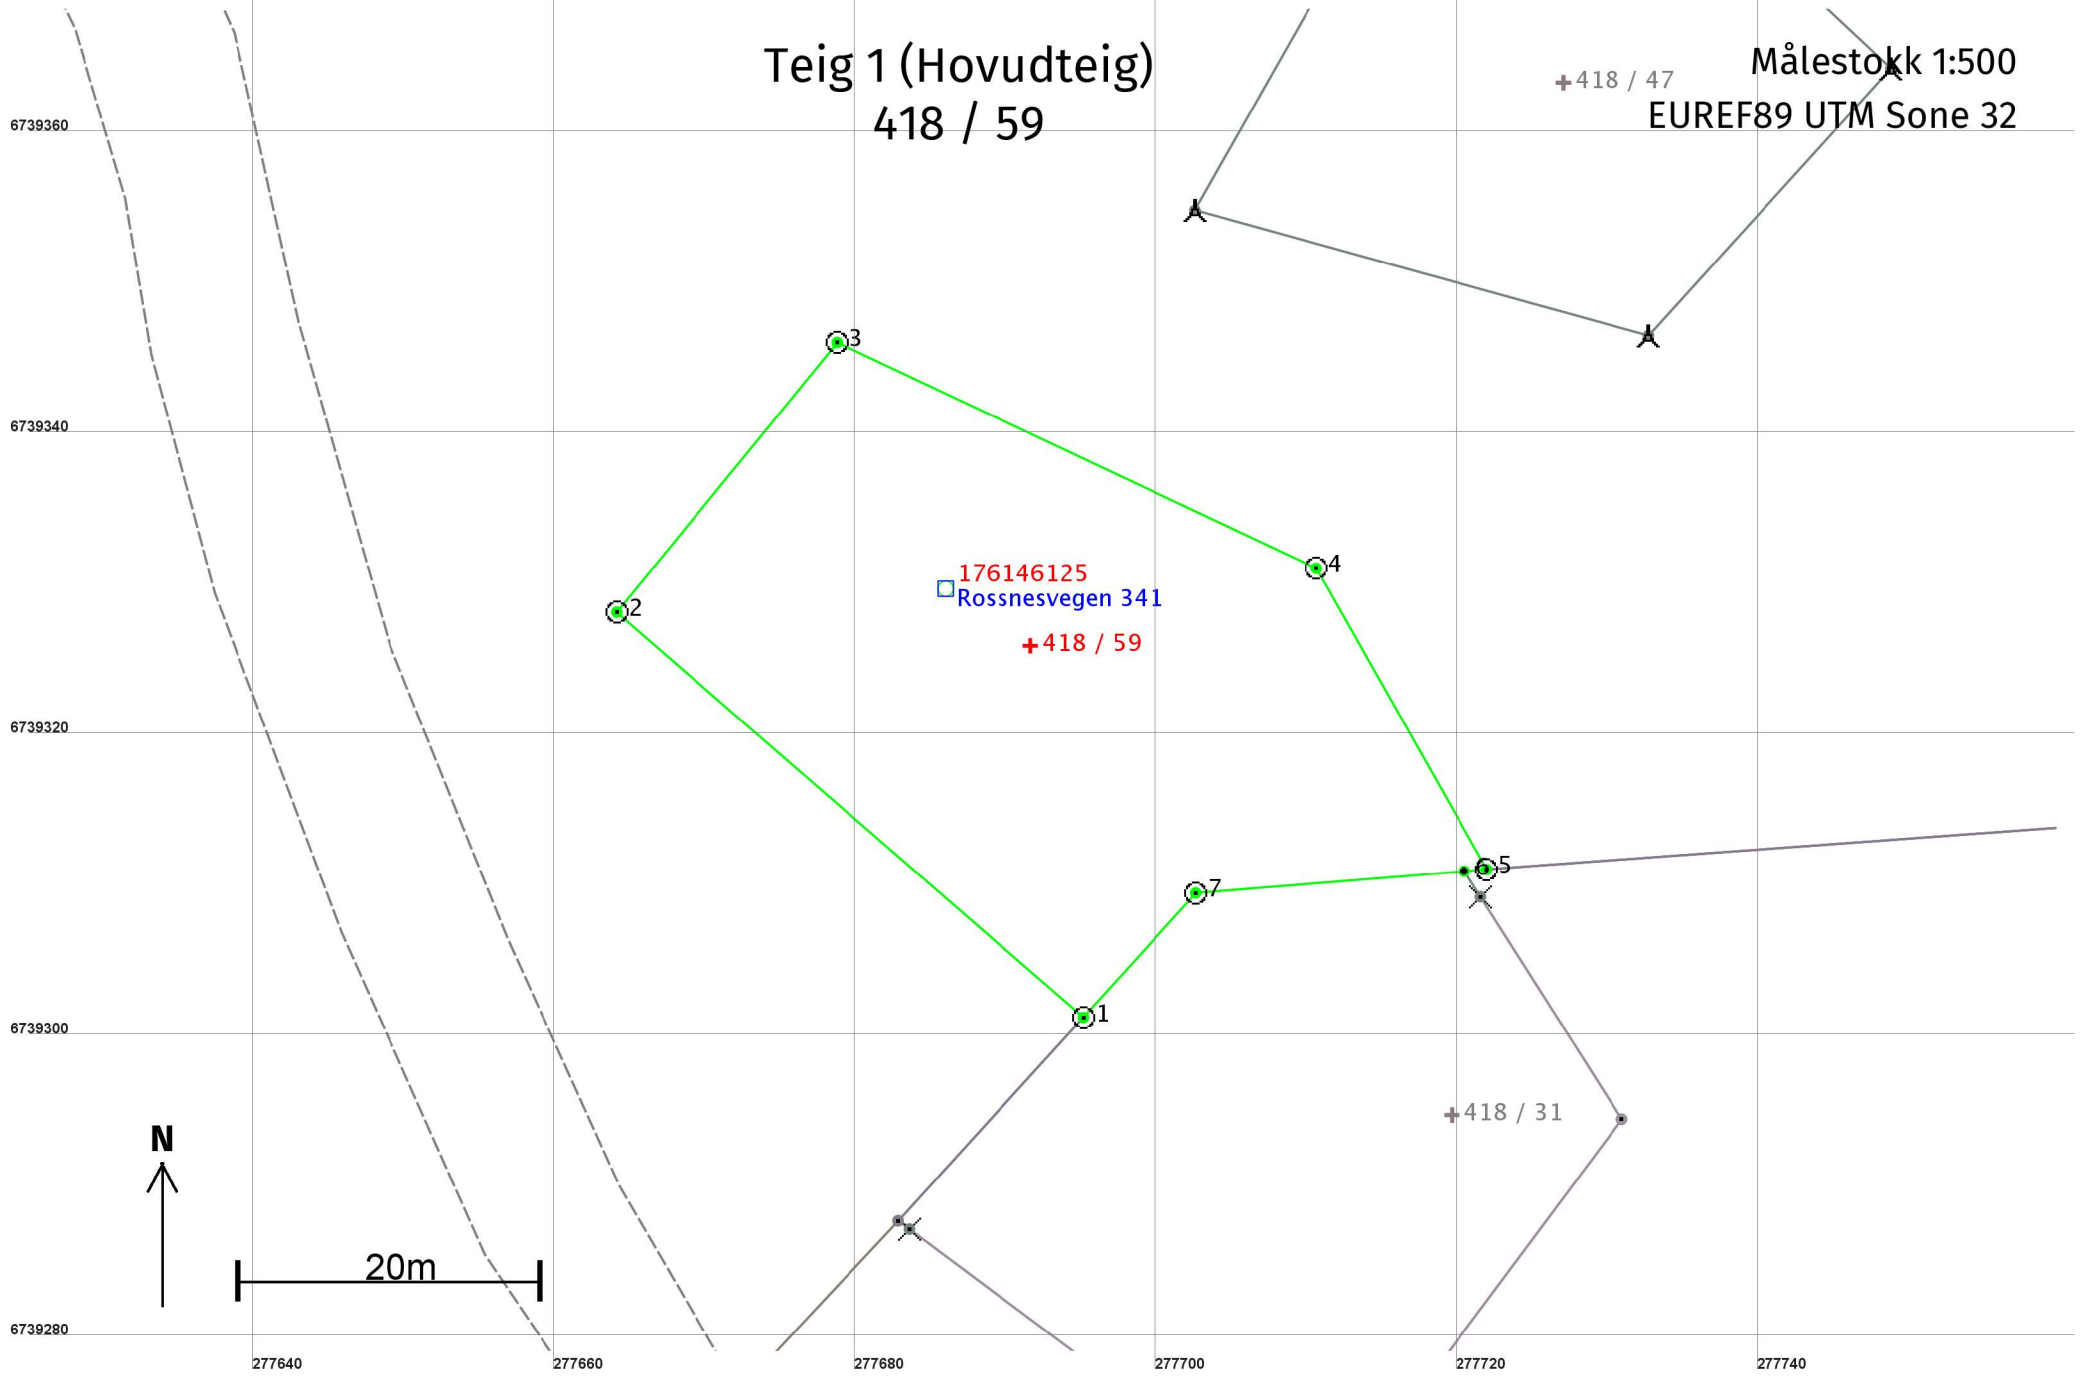 Teig 1 (Hovudteig)
418 / 59
Målestokk 1:500
EUREF89 UTM Sone 32
418 / 47
6739360
3
6739340
4
176146125
Rossnesvegen 341
2
418 / 59
6739320
6 5
7
1
6739300
418 / 31
N
20m
6739280
277640 277660 277680 277700 277720 277740